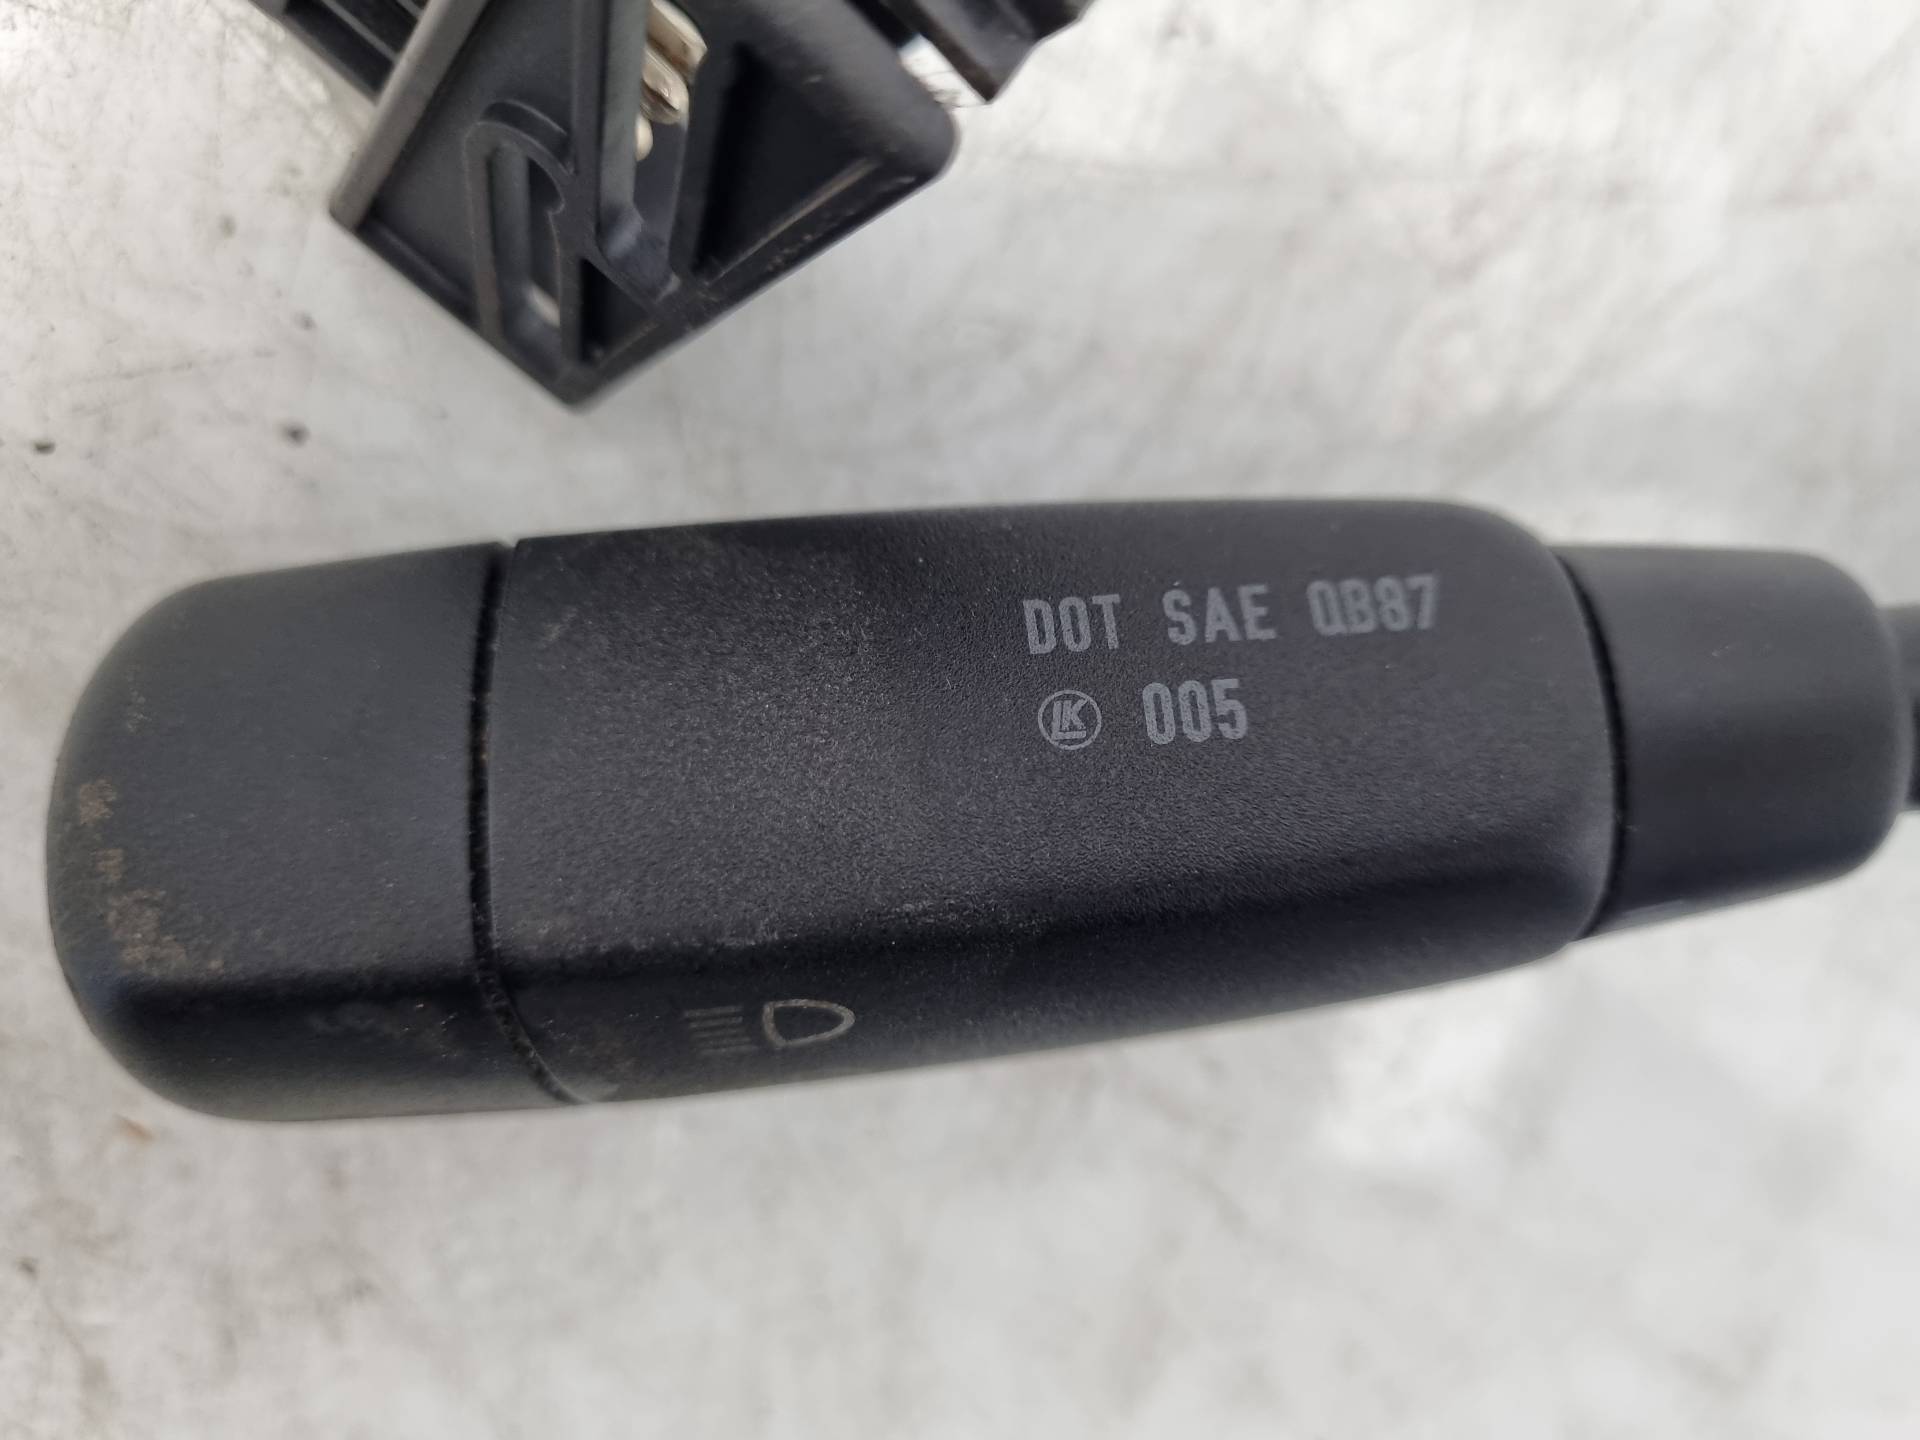 DOT SAE QB87
LK 005